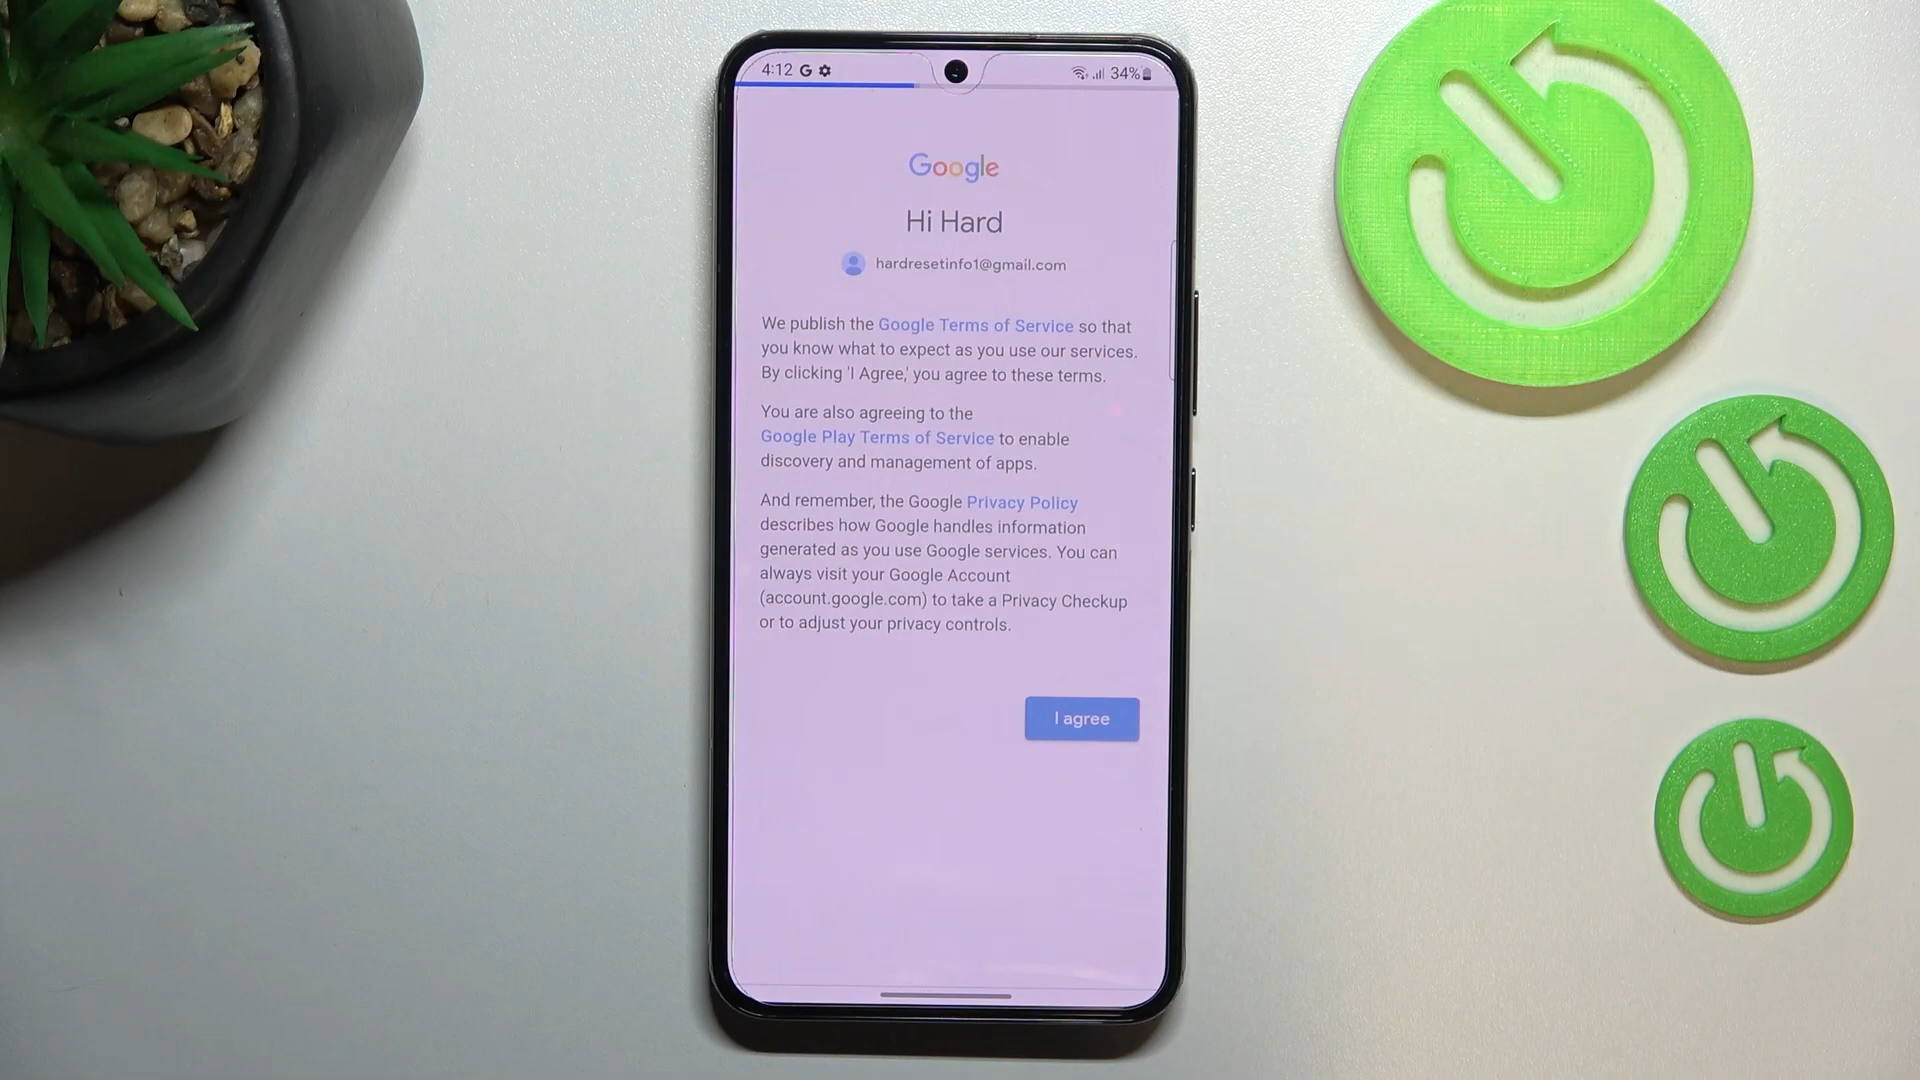 4:12 G 34%
Google
Hi Hard
hardresetinfo1@gmail.com
We publish the Google Terms of Service so that
you know what to expect as you use our services.
By clicking 'I Agree,' you agree to these terms.
You are also agreeing to the
Google Play Terms of Service to enable
discovery and management of apps.
And remember, the Google Privacy Policy
describes how Google handles information
generated as you use Google services. You can
always visit your Google Account
(account.google.com) to take a Privacy Checkup
or to adjust your privacy controls.
I agree